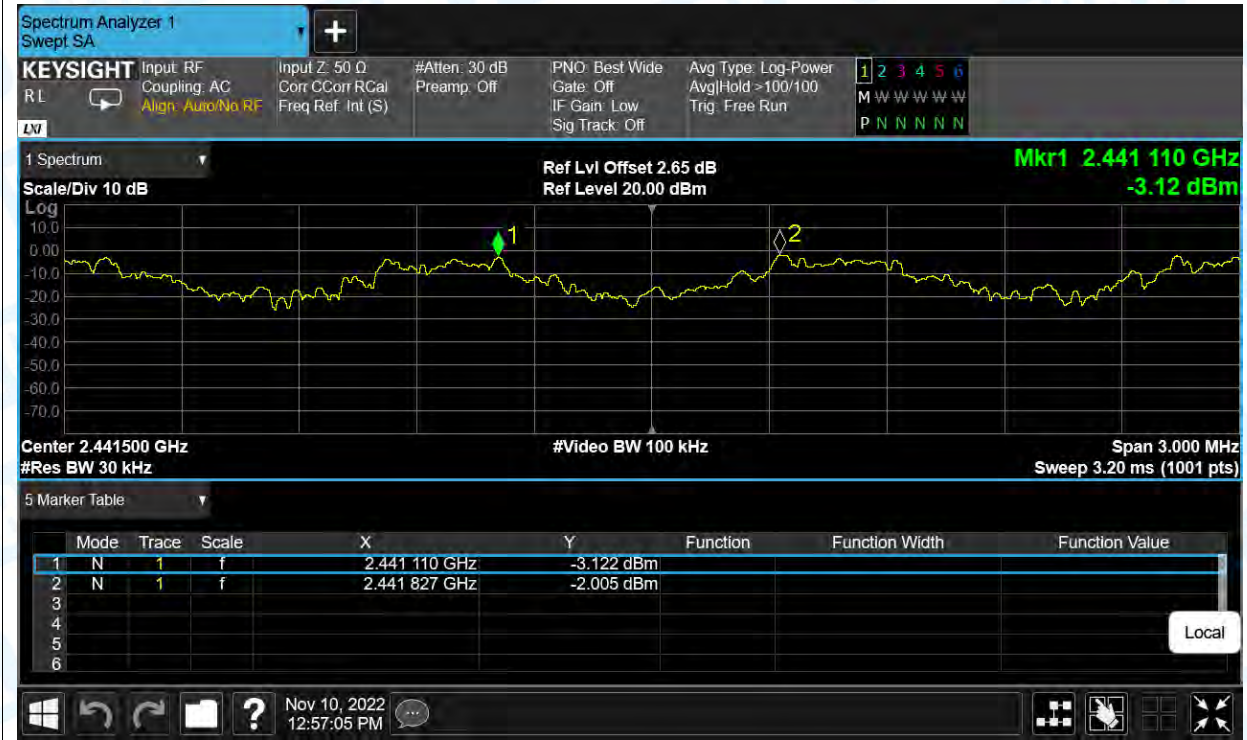 Spectrum Analyzer 1
Swept SA
+
KEYSIGHT Input: RF Input Z: 50 Ω #Atten: 30 dB PNO: Best Wide Avg Type: Log-Power 1 2 3 4 5 6
R L Coupling: AC Corr CCorr RCal Preamp: Off Gate: Off Avg|Hold >100/100 M W W W W W W
Align: Auto/No RF Freq Ref: Int (S) IF Gain: Low Trig: Free Run
LXI Sig Track: Off P N N N N N N
1 Spectrum Ref Lvl Offset 2.65 dB Mkr1 2.441 110 GHz
Scale/Div 10 dB Ref Level 20.00 dBm -3.12 dBm
Log
10.0
0.00
-10.0
-20.0
-30.0
-40.0
-50.0
-60.0
-70.0
1
2
Center 2.441500 GHz #Video BW 100 kHz Span 3.000 MHz
#Res BW 30 kHz Sweep 3.20 ms (1001 pts)
5 Marker Table
Mode Trace Scale X Y Function Function Width Function Value
1 N 1 f 2.441 110 GHz -3.122 dBm
2 N 1 f 2.441 827 GHz -2.005 dBm
3
4
5
6
Local
? Nov 10, 2022
12:57:05 PM